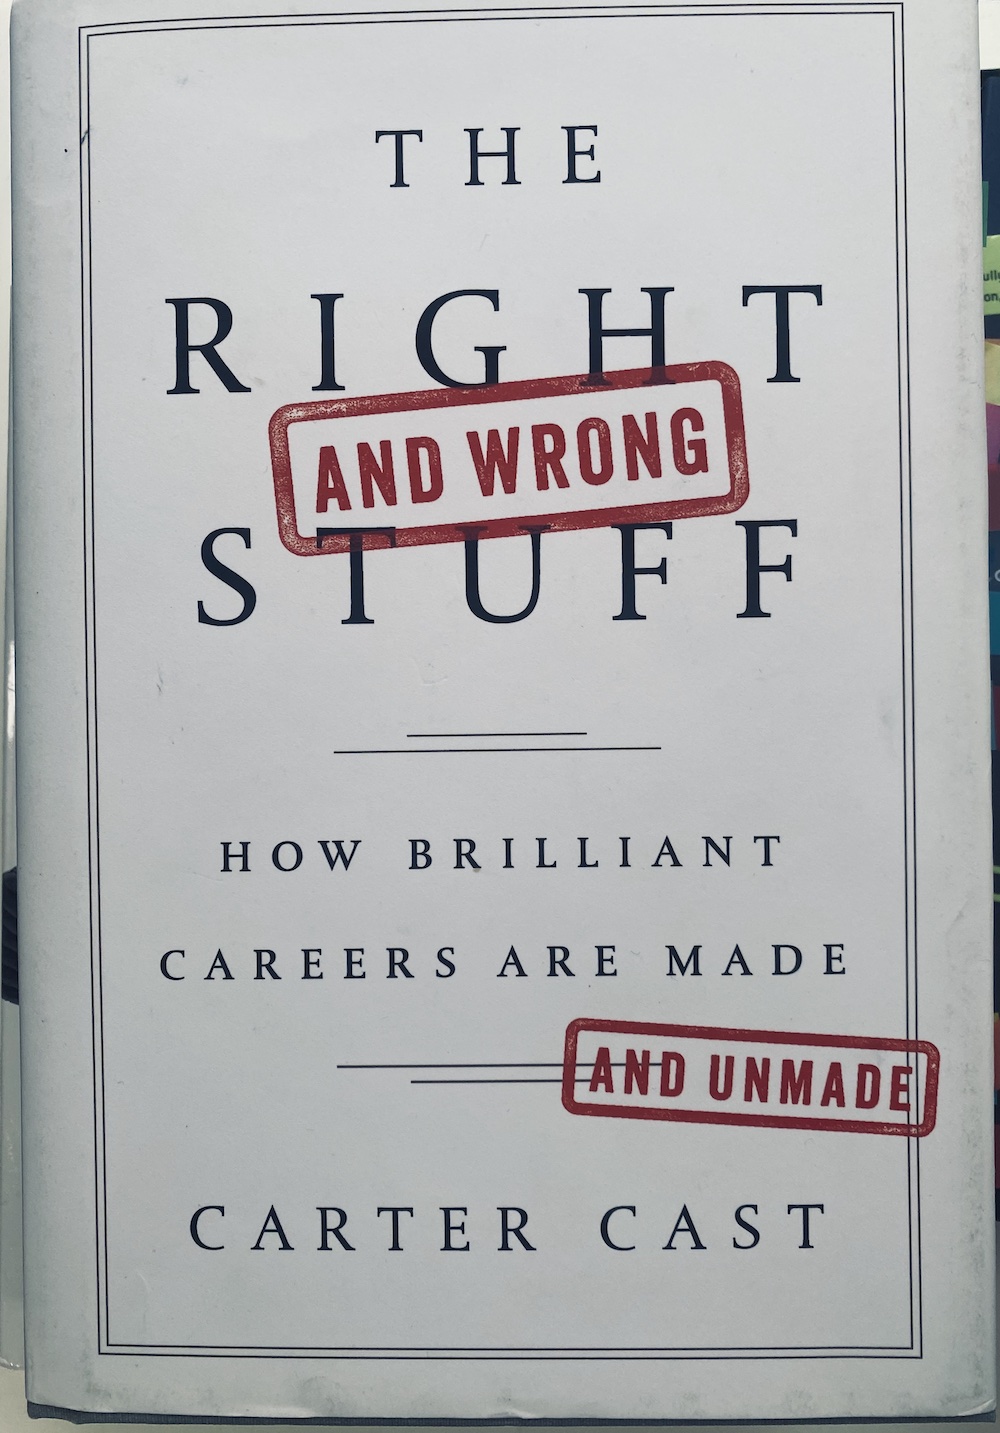 THE
RIGHT
AND WRONG
STUFF
HOW BRILLIANT
CAREERS ARE MADE
AND UNMADE
CARTER CAST